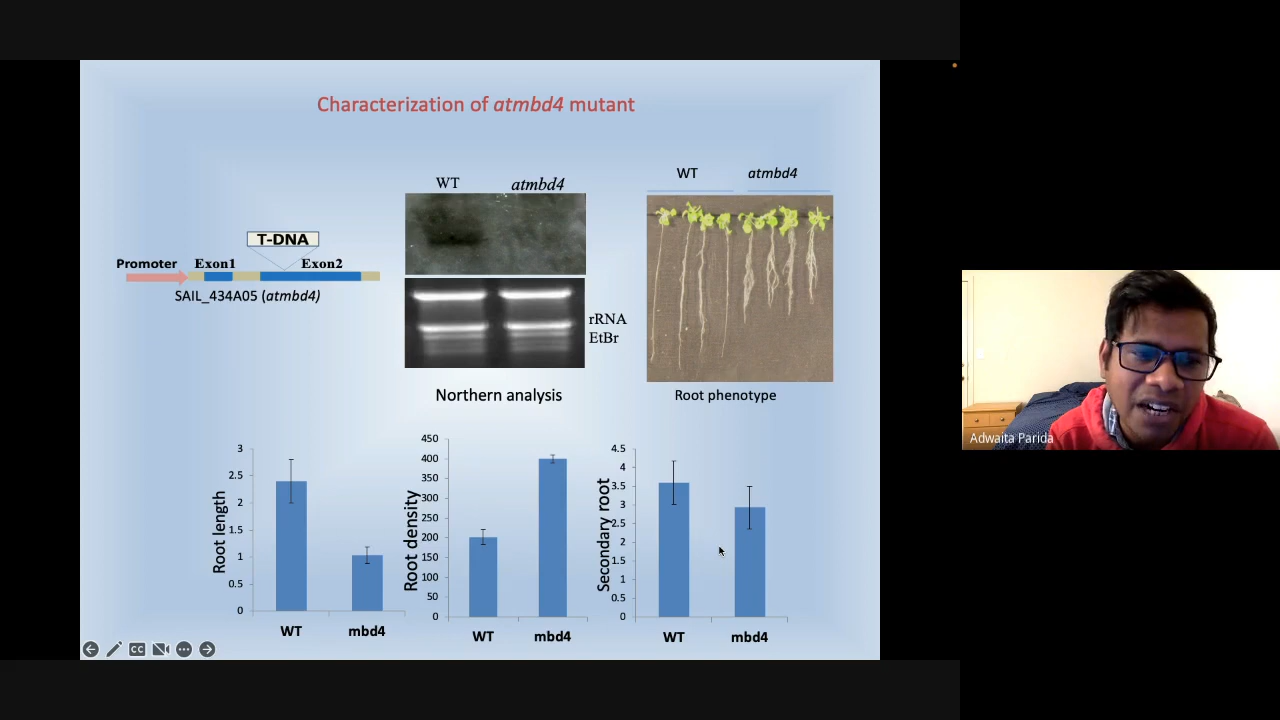 Characterization of atmbd4 mutant
T-DNA
Promoter Exon1 Exon2
SAIL_434A05 (atmbd4)
WT atmbd4
rRNA
EtBr
Northern analysis
WT atmbd4
Root phenotype
Root length
3
2.5
2
1.5
1
0.5
0
WT mbd4
Root density
450
400
350
300
250
200
150
100
50
0
WT mbd4
Secondary root
4.5
4
3.5
3
2.5
2
1.5
1
0.5
0
WT mbd4
CC
Adwaita Parida